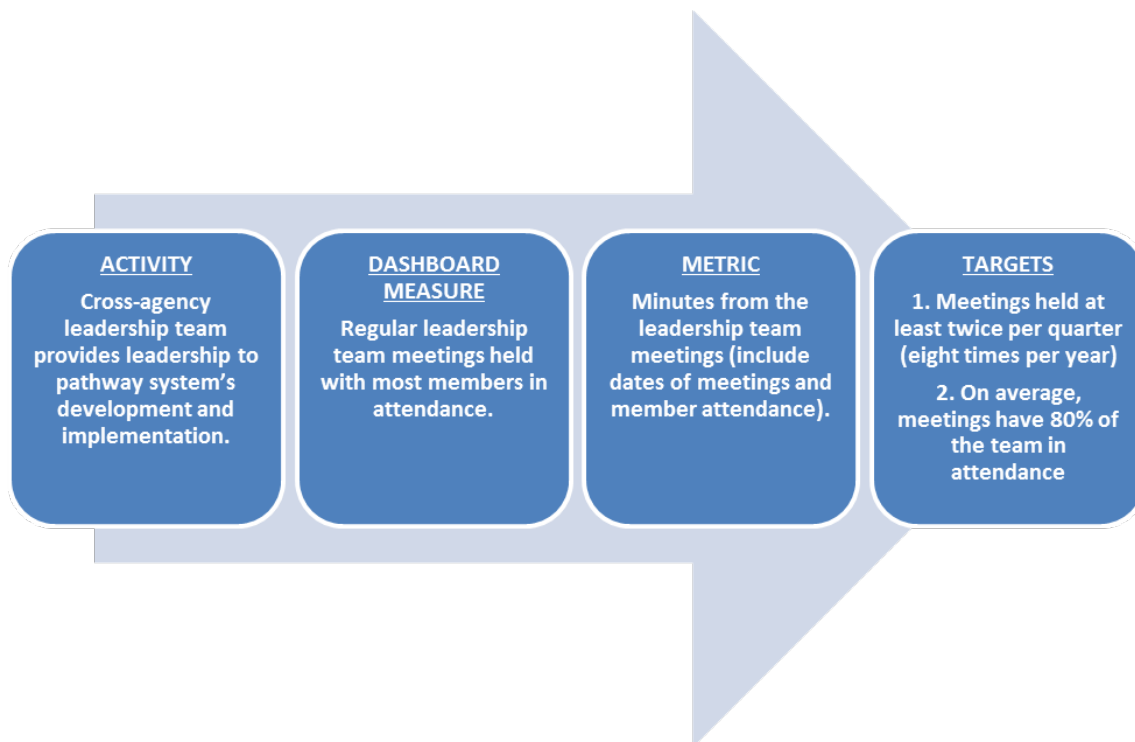 ACTIVITY
Cross-agency
leadership team
provides leadership to
pathway system's
development and
implementation.
DASHBOARD
MEASURE
Regular leadership
team meetings held
with most members in
attendance.
METRIC
Minutes from the
leadership team
meetings (include
dates of meetings and
member attendance).
TARGETS
1. Meetings held at
least twice per quarter
(eight times per year)
2. On average,
meetings have 80% of
the team in
attendance